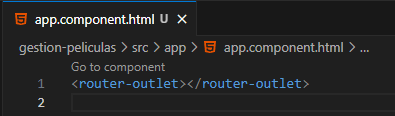 app.component.html U
gestion-peliculas > src > app > app.component.html > ...
Go to component
1 <router-outlet></router-outlet>
2